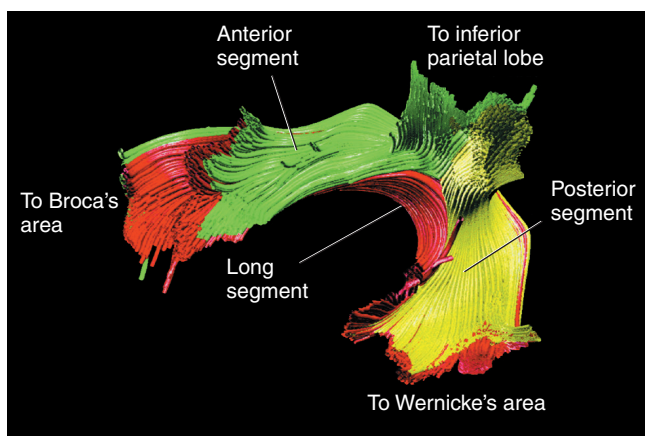 Anterior
segment
To inferior
parietal lobe
To Broca's
area
Posterior
segment
Long
segment
To Wernicke's area